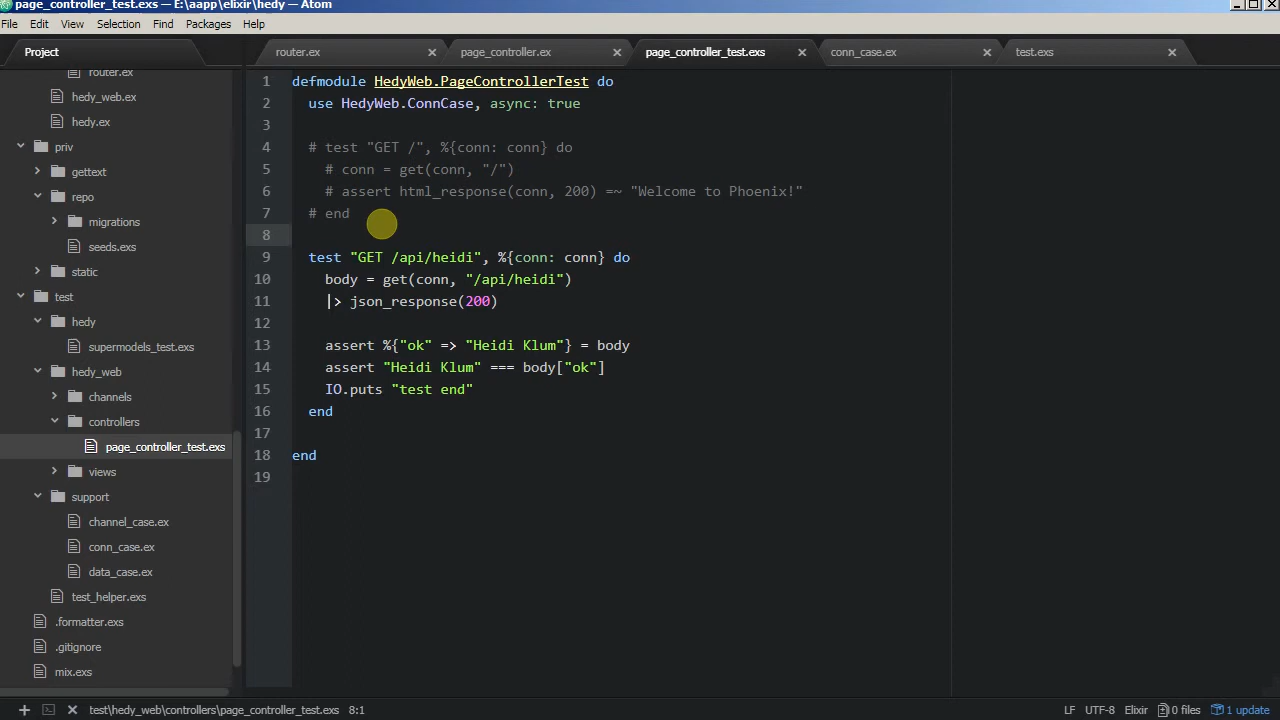 page_controller_test.exs — E:\aapp\elixir\hedy — Atom
File Edit View Selection Find Packages Help
Project
router.ex
page_controller.ex
page_controller_test.exs
conn_case.ex
test.exs
router.ex
hedy_web.ex
hedy.ex
priv
gettext
repo
migrations
seeds.exs
static
test
hedy
supermodels_test.exs
hedy_web
channels
controllers
page_controller_test.exs
views
support
channel_case.ex
conn_case.ex
data_case.ex
test_helper.exs
.formatter.exs
.gitignore
mix.exs
1 defmodule HedyWeb.PageControllerTest do
2 use HedyWeb.ConnCase, async: true
3
4 # test "GET /", %{conn: conn} do
5 # conn = get(conn, "/")
6 # assert html_response(conn, 200) =~ "Welcome to Phoenix!"
7 # end
8
9 test "GET /api/heidi", %{conn: conn} do
10 body = get(conn, "/api/heidi")
11 |> json_response(200)
12
13 assert %{"ok" => "Heidi Klum"} = body
14 assert "Heidi Klum" === body["ok"]
15 IO.puts "test end"
16 end
17
18 end
19
test\hedy_web\controllers\page_controller_test.exs 8:1
LF UTF-8 Elixir 0 files 1 update